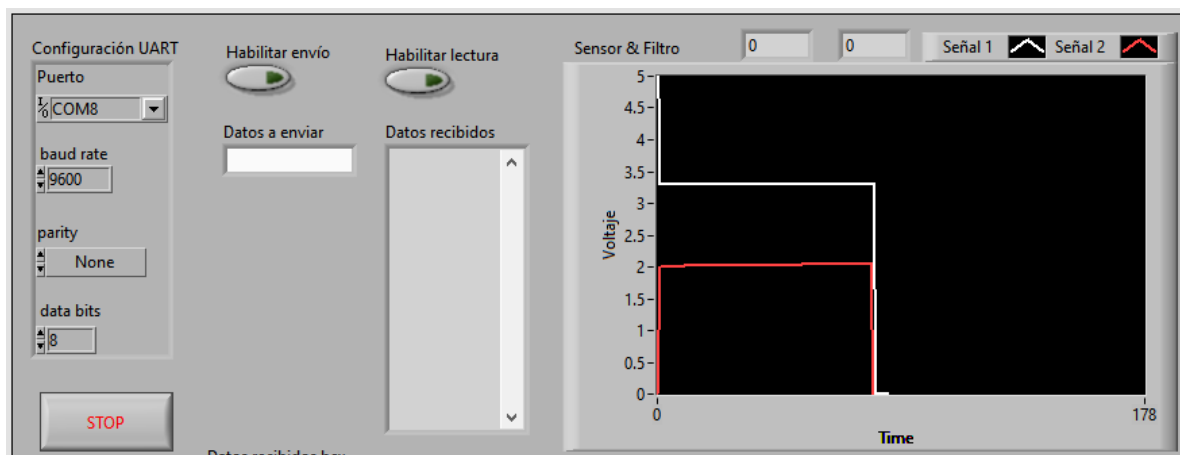 Configuración UART
Puerto
I/O COM8
baud rate
9600
parity
None
data bits
8
STOP
Habilitar envío
Datos a enviar
Habilitar lectura
Datos recibidos
Sensor & Filtro
0
0
Señal 1
Señal 2
5
4.5
4
3.5
3
2.5
2
1.5
1
0.5
0
Voltaje
0
178
Time